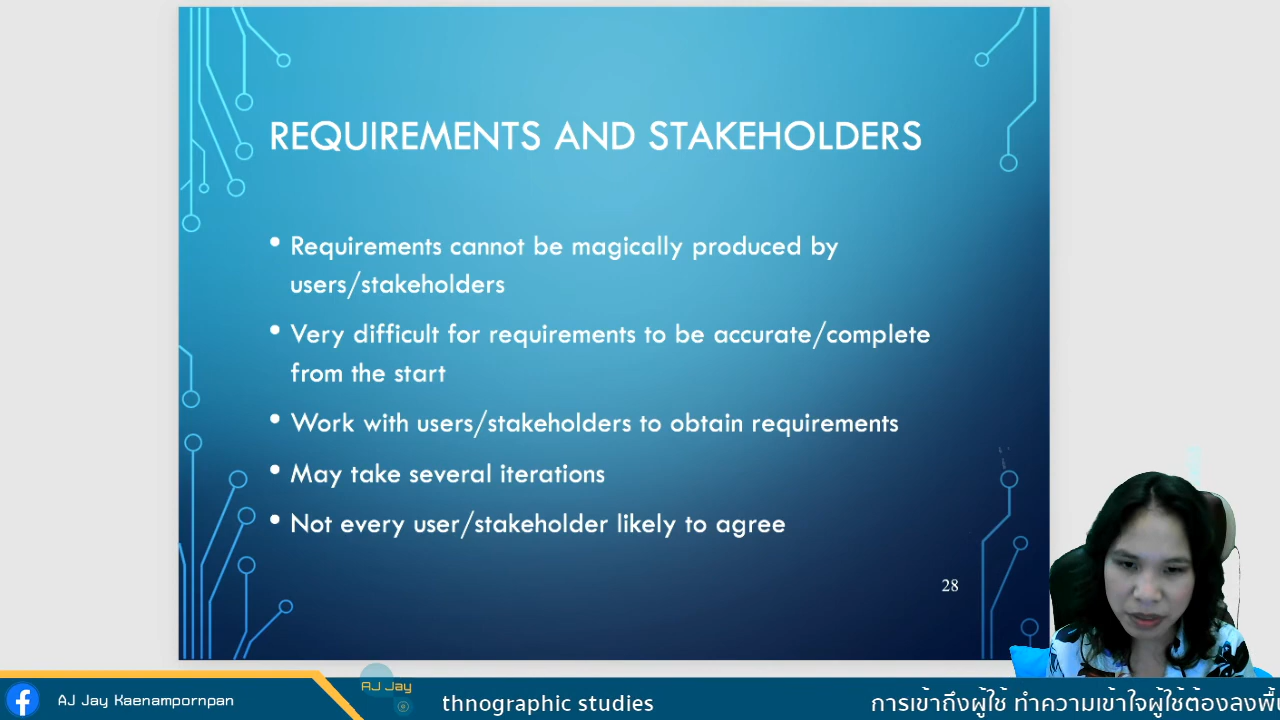 REQUIREMENTS AND STAKEHOLDERS
• Requirements cannot be magically produced by
users/stakeholders
• Very difficult for requirements to be accurate/complete
from the start
• Work with users/stakeholders to obtain requirements
• May take several iterations
• Not every user/stakeholder likely to agree
28
AJ Jay Kaenampornpan
AJ Jay
thnographic studies
การเข้าถึงผู้ใช้ ทำความเข้าใจผู้ใช้ต้องลงพื้น